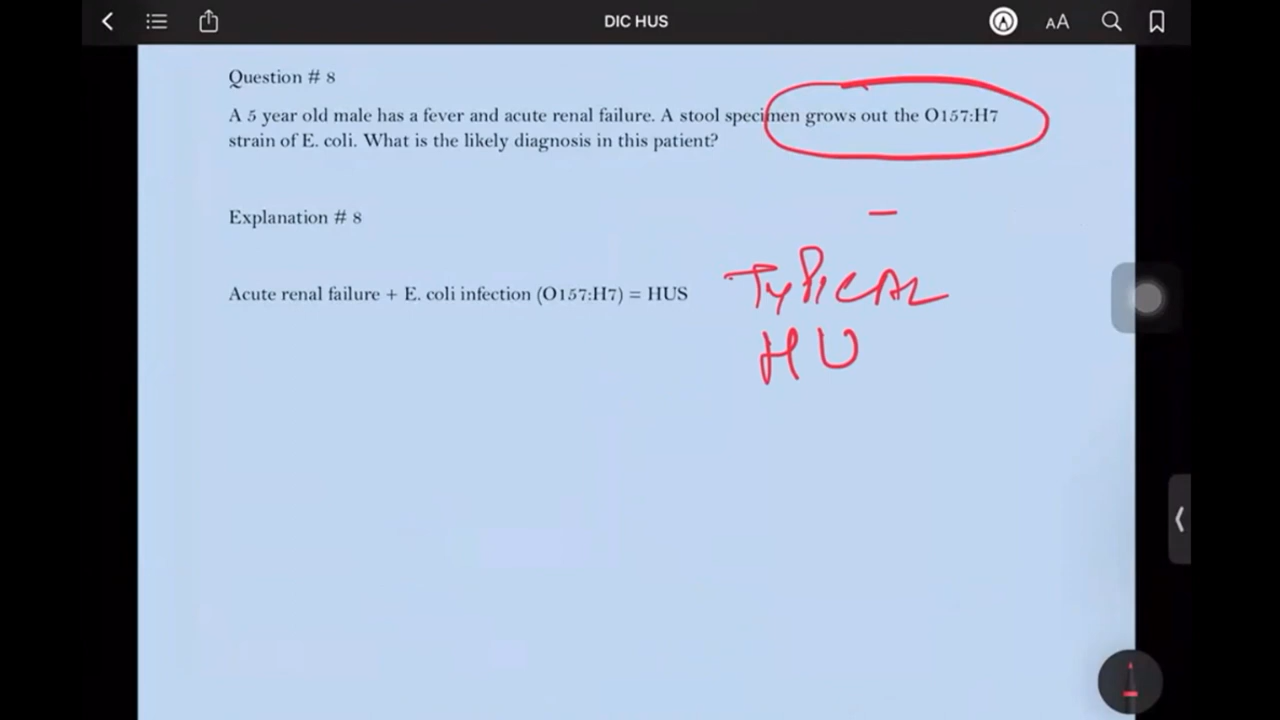 DIC HUS
AA
Question # 8
A 5 year old male has a fever and acute renal failure. A stool specimen grows out the O157:H7
strain of E. coli. What is the likely diagnosis in this patient?
Explanation # 8
Acute renal failure + E. coli infection (O157:H7) = HUS
TyPICAL
HU